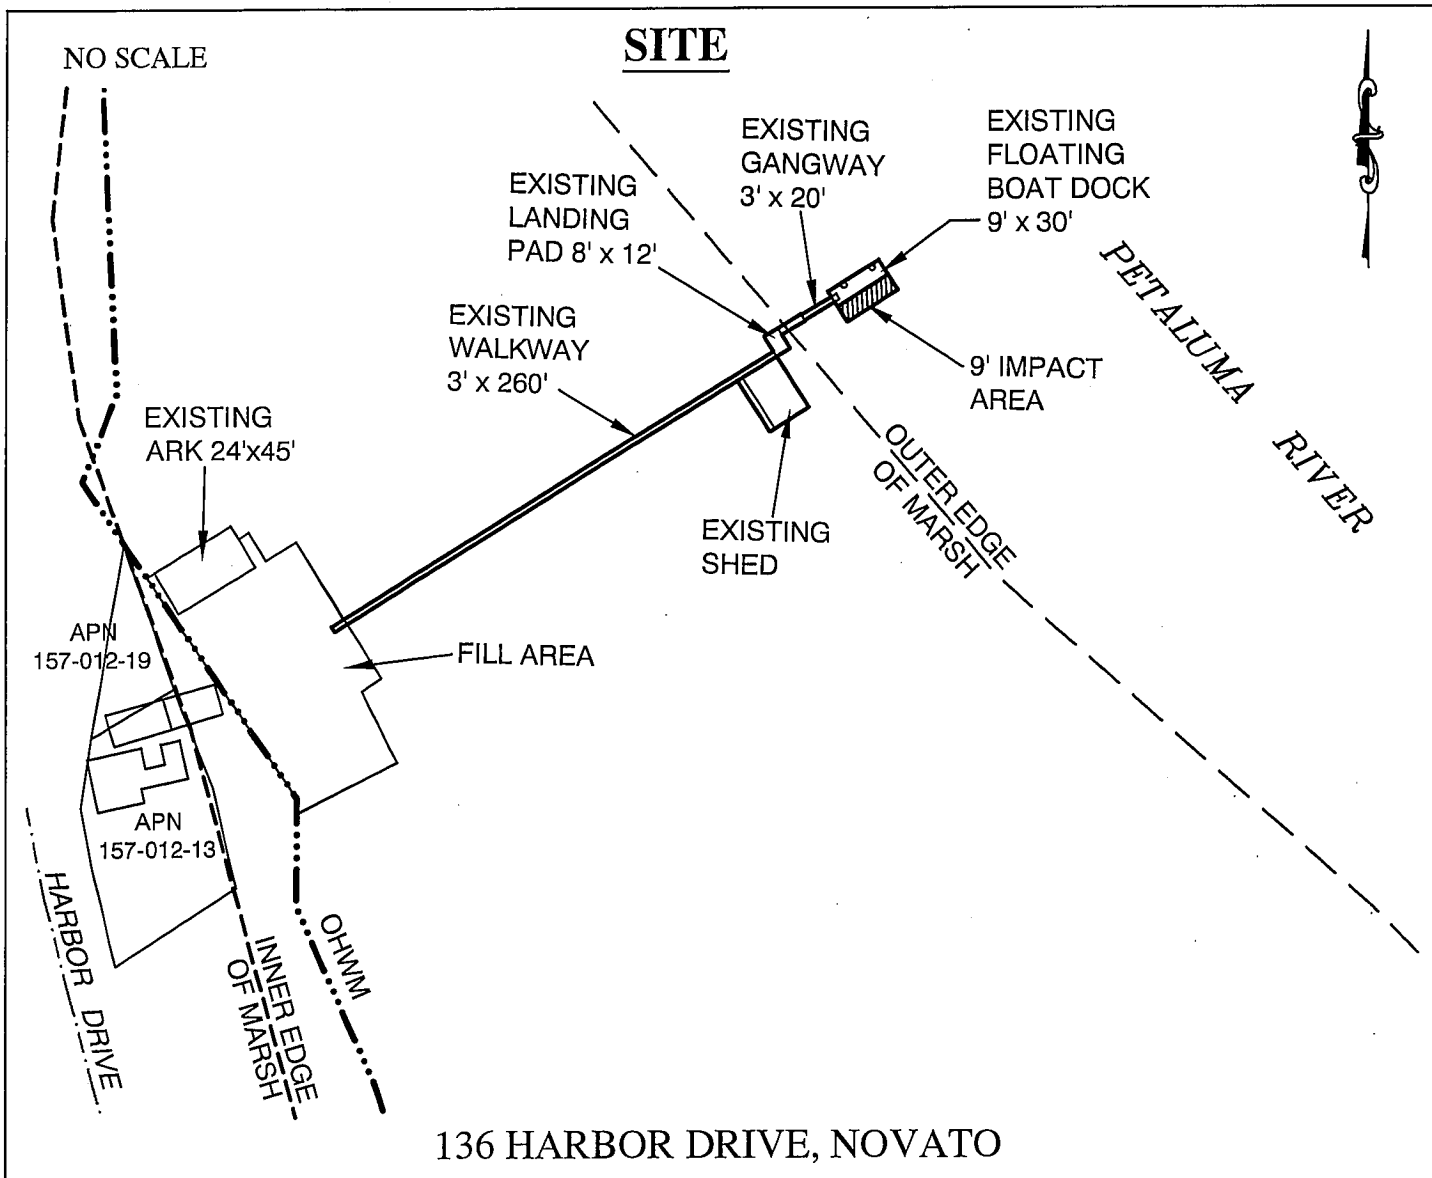 SITE
NO SCALE
EXISTING
GANGWAY
3' x 20'
EXISTING
FLOATING
BOAT DOCK
9' x 30'
EXISTING
LANDING
PAD 8' x 12'
PETALUMA
RIVER
EXISTING
WALKWAY
3' x 260'
9' IMPACT
AREA
EXISTING
ARK 24'x45'
OUTER EDGE
OF MARSH
EXISTING
SHED
APN
157-012-19
FILL AREA
APN
157-012-13
HARBOR DRIVE
INNER EDGE
OF MARSH
OHWM
136 HARBOR DRIVE, NOVATO